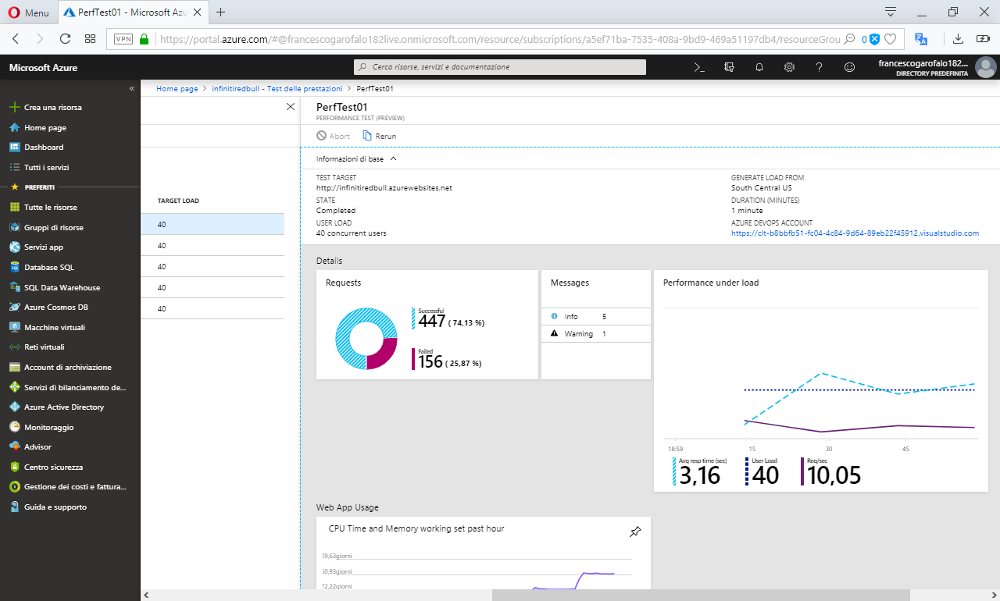 Menu
PerfTest01 - Microsoft Azu
VPN
https://portal.azure.com/#@francescogarofalo182live.onmicrosoft.com/resource/subscriptions/a5ef71ba-7535-408a-9bf9-469a51197db4/resourceGrou
0
Microsoft Azure
Cerca risorse, servizi e documentazione
francescogarofalo182...
DIRECTORY PREDEFINITA
Home page > infinitiredbull - Test delle prestazioni > PerfTest01
Crea una risorsa
Home page
Dashboard
Tutti i servizi
PREFERITI
Tutte le risorse
Gruppi di risorse
Servizi app
Database SQL
SQL Data Warehouse
Azure Cosmos DB
Macchine virtuali
Reti virtuali
Account di archiviazione
Servizi di bilanciamento de...
Azure Active Directory
Monitoraggio
Advisor
Centro sicurezza
Gestione dei costi e fattura...
Guida e supporto
TARGET LOAD
40
40
40
40
40
PerfTest01
PERFORMANCE TEST (PREVIEW)
Abort
Rerun
Informazioni di base
TEST TARGET
http://infinitiredbull.azurewebsites.net
STATE
Completed
USER LOAD
40 concurrent users
GENERATE LOAD FROM
South Central US
DURATION (MINUTES)
1 minute
AZURE DEVOPS ACCOUNT
https://clt-b8bbfb51-fc04-4c84-9d64-89eb22f45912.visualstudio.com
Details
Requests
Successful
447 ( 74,13 %)
Failed
156 ( 25,87 %)
Messages
Info 5
Warning 1
Performance under load
18:59 15 30 45
Avg resp time (sec)
3,16
User Load
40
Req/sec
10,05
Web App Usage
CPU Time and Memory working set past hour
29,63giorni
50,93giorni
72,22giorni